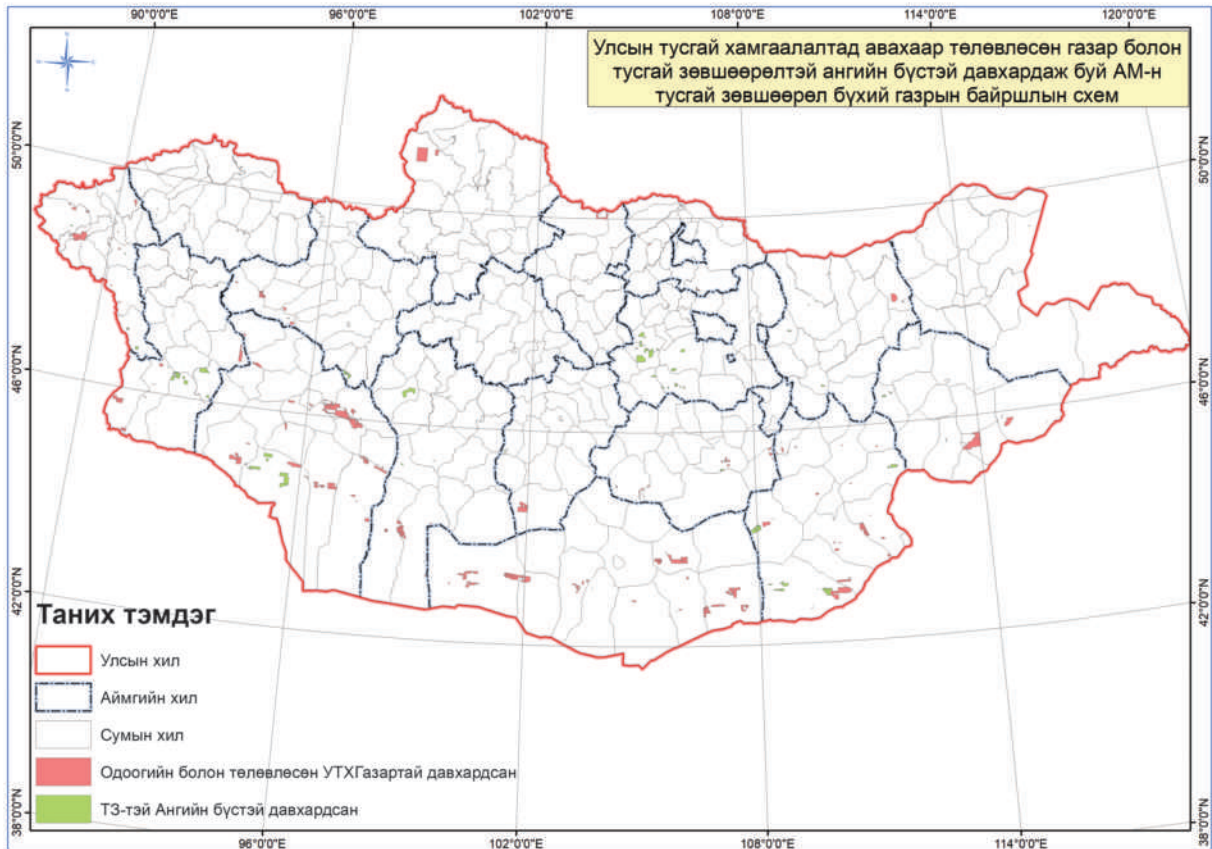 90°0'0"E 96°0'0"E 102°0'0"E 108°0'0"E 114°0'0"E 120°0'0"E
Улсын тусгай хамгаалалтад авахаар төлөвлөсөн газар болон
тусгай зөвшөөрөлтэй ангийн бүстэй давхардаж буй АМ-н
тусгай зөвшөөрөл бүхий газрын байршлын схем
50°0'0"N 50°0'0"N
46°0'0"N 46°0'0"N
42°0'0"N 42°0'0"N
Таних тэмдэг
Улсын хил
Аймгийн хил
Сумын хил
Одоогийн болон төлөвлөсөн УТХГазартай давхардсан
ТЗ-тэй Ангийн бүстэй давхардсан
38°0'0"N 38°0'0"N
96°0'0"E 102°0'0"E 108°0'0"E 114°0'0"E